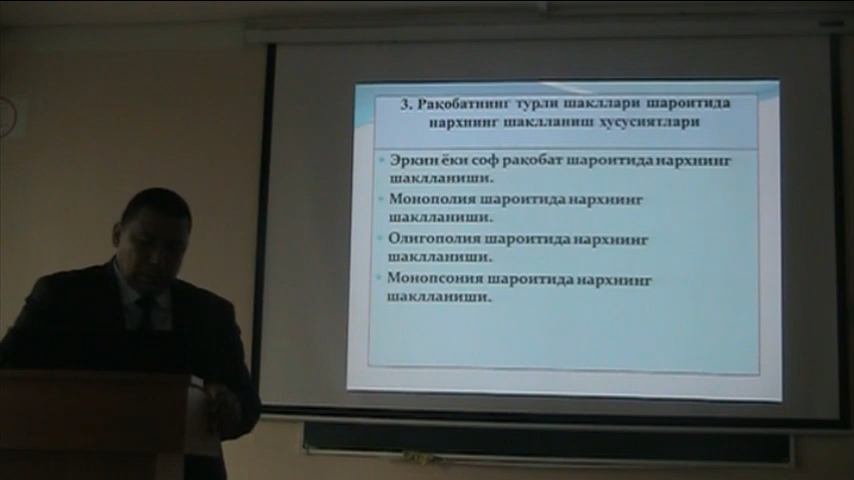 3. Рақобатнинг турли шакллари шароитида
нархнинг шаклланиш хусусиятлари
Эркин ёки соф рақобат шароитида нархнинг
шаклланиши.
Монополия шароитида нархнинг
шаклланиши.
Олигополия шароитида нархнинг
шаклланиши.
Монопсония шароитида нархнинг
шаклланиши.